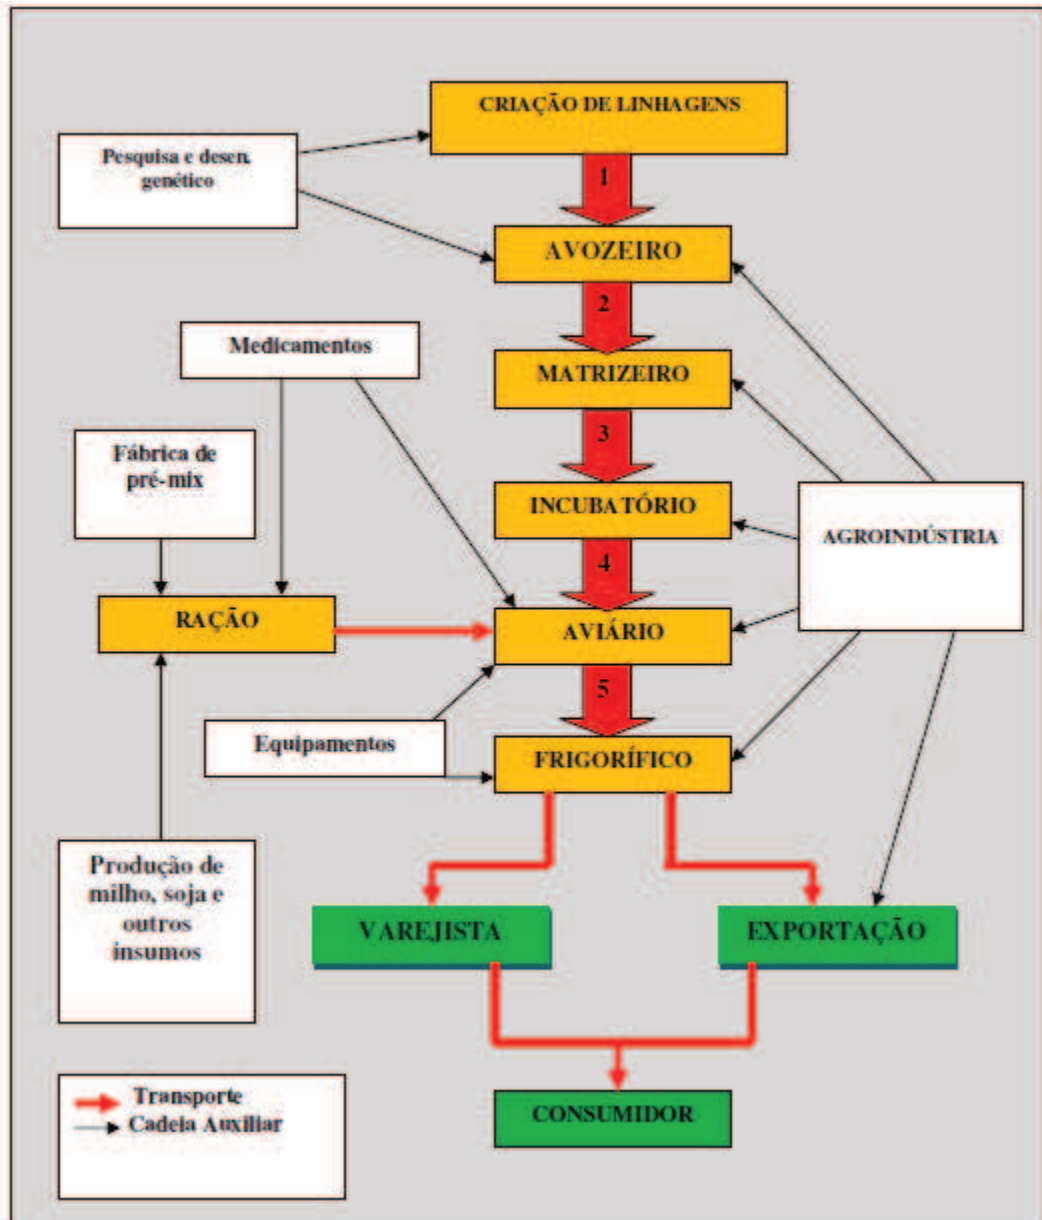 CRIAÇÃO DE LINHAGENS
Pesquisa e desen.
genético
1
AVOZEIRO
2
Medicamentos
MATRIZEIRO
Fábrica de
pré-mix
3
INCUBATÓRIO
AGROINDÚSTRIA
4
RAÇÃO
AVIÁRIO
5
Equipamentos
FRIGORÍFICO
Produção de
milho, soja e
outros
insumos
VAREJISTA
EXPORTAÇÃO
Transporte
Cadeia Auxiliar
CONSUMIDOR